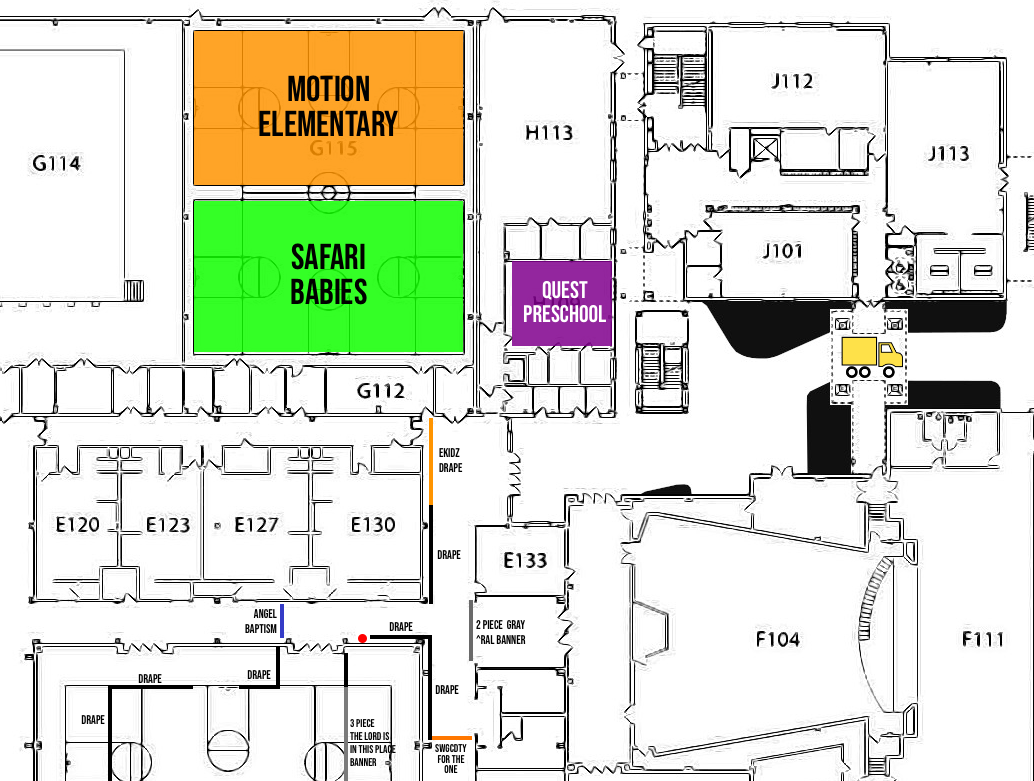 MOTION
ELEMENTARY
G115
G114
H113
J112
J113
SAFARI
BABIES
J101
QUEST
PRESCHOOL
G112
EKIDZ
DRAPE
E120
E123
E127
E130
DRAPE
E133
ANGEL
BAPTISM
DRAPE
2 PIECE GRAY
^RAL BANNER
F104
F111
DRAPE
DRAPE
DRAPE
DRAPE
3 PIECE
THE LORD IS
IN THIS PLACE
BANNER
SWGCDTY
FOR THE
ONE